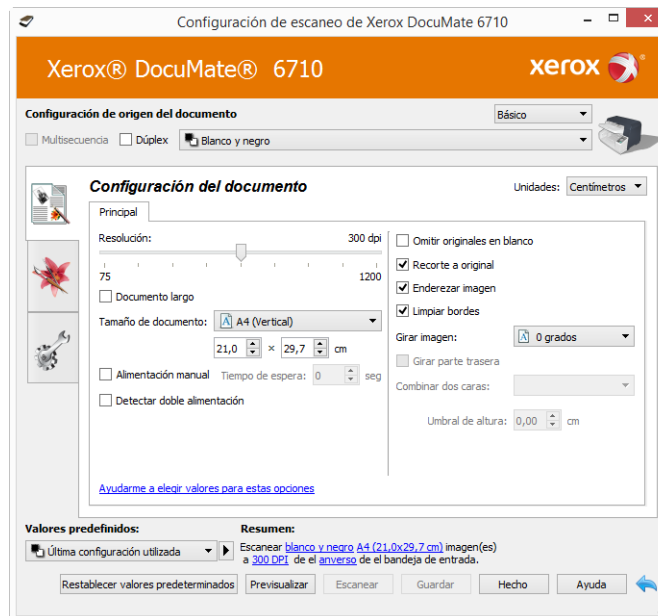 Configuración de escaneo de Xerox DocuMate 6710
Xerox® DocuMate® 6710
xerox
Configuración de origen del documento
Básico
Multisecuencia
Dúplex
Blanco y negro
Configuración del documento
Unidades:
Centímetros
Principal
Resolución:
300 dpi
75
1200
Documento largo
Tamaño de documento:
A4 (Vertical)
21,0 × 29,7 cm
Alimentación manual
Tiempo de espera: 0 seg
Detectar doble alimentación
Omitir originales en blanco
Recorte a original
Enderezar imagen
Limpiar bordes
Girar imagen:
0 grados
Girar parte trasera
Combinar dos caras:
Umbral de altura: 0,00 cm
Ayudarme a elegir valores para estas opciones
Valores predefinidos:
Última configuración utilizada
Resumen:
Escanear blanco y negro A4 (21,0x29,7 cm) imagen(es)
a 300 DPI de el anverso de el bandeja de entrada.
Restablecer valores predeterminados
Previsualizar
Escanear
Guardar
Hecho
Ayuda